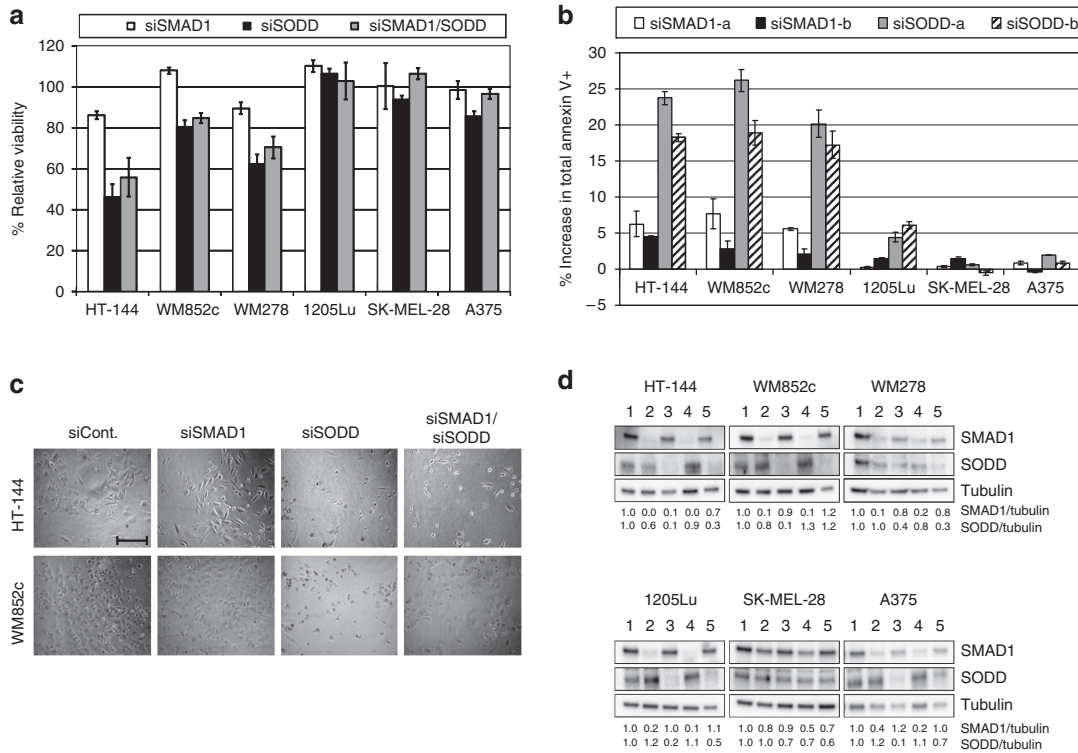 a
siSMAD1 siSODD siSMAD1/SODD
% Relative viability
120
100
80
60
40
120
0
HT-144 WM852c WM278 1205Lu SK-MEL-28 A375
b
siSMAD1-a siSMAD1-b siSODD-a siSODD-b
% Increase in total annexin V+
30
25
20
15
10
5
0
−5
HT-144 WM852c WM278 1205Lu SK-MEL-28 A375
c
siCont. siSMAD1 siSODD siSMAD1/
siSODD
HT-144
WM852c
d
HT-144 WM852c WM278
1 2 3 4 5 1 2 3 4 5 1 2 3 4 5
SMAD1
SODD
Tubulin
1.0 0.0 0.1 0.0 0.7 1.0 0.1 0.9 0.1 1.2 1.0 0.1 0.8 0.2 0.8 SMAD1/tubulin
1.0 0.6 0.1 0.9 0.3 1.0 0.8 0.1 1.3 1.2 1.0 1.0 0.4 0.8 0.3 SODD/tubulin
1205Lu SK-MEL-28 A375
1 2 3 4 5 1 2 3 4 5 1 2 3 4 5
SMAD1
SODD
Tubulin
1.0 0.2 1.0 0.1 1.1 1.0 0.8 0.9 0.5 0.7 1.0 0.4 1.2 0.2 1.0 SMAD1/tubulin
1.0 1.2 0.2 1.1 0.5 1.0 1.0 0.7 0.7 0.6 1.0 1.2 0.1 1.1 0.7 SODD/tubulin